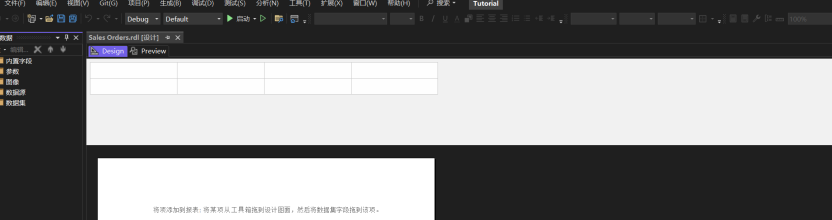 文件(F) 编辑(E) 视图(V) Git(G) 项目(P) 生成(B) 调试(D) 测试(S) 分析(N) 工具(T) 扩展(X) 窗口(W) 帮助(H) 搜索 Tutorial
Debug Default 启动 100%
数据 Sales Orders.rdl [设计]
编辑... Design Preview
内置字段
参数
图像
数据源
数据集
将项添加到报表: 将某项从工具箱拖到设计图面，然后将数据集字段拖到该项。